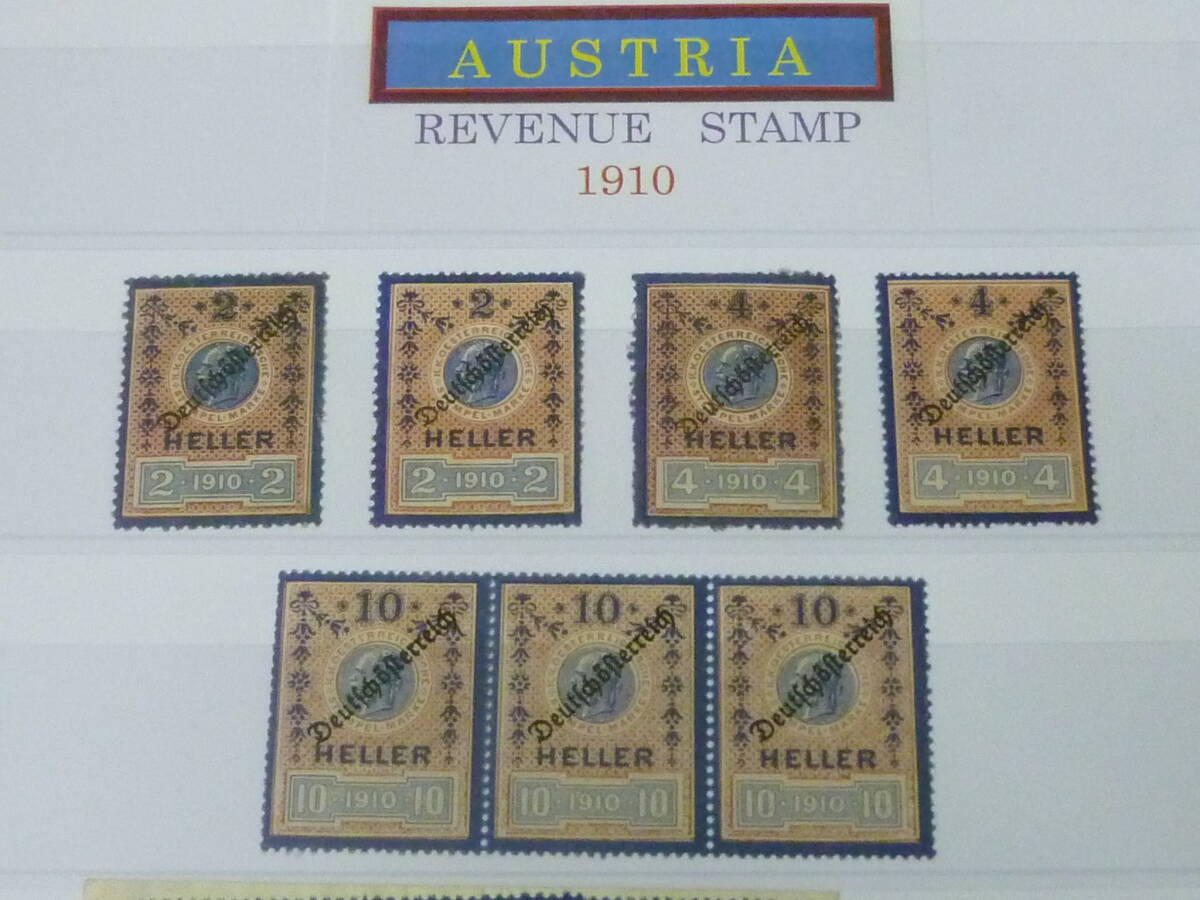 AUSTRIA
REVENUE STAMP
1910
2
Deutschösterreich
HELLER
2 · 1910 · 2
2
Deutschösterreich
HELLER
2 · 1910 · 2
4
Deutschösterreich
HELLER
4 · 1910 · 4
4
Deutschösterreich
HELLER
4 · 1910 · 4
10
Deutschösterreich
HELLER
10 · 1910 · 10
10
Deutschösterreich
HELLER
10 · 1910 · 10
10
Deutschösterreich
HELLER
10 · 1910 · 10